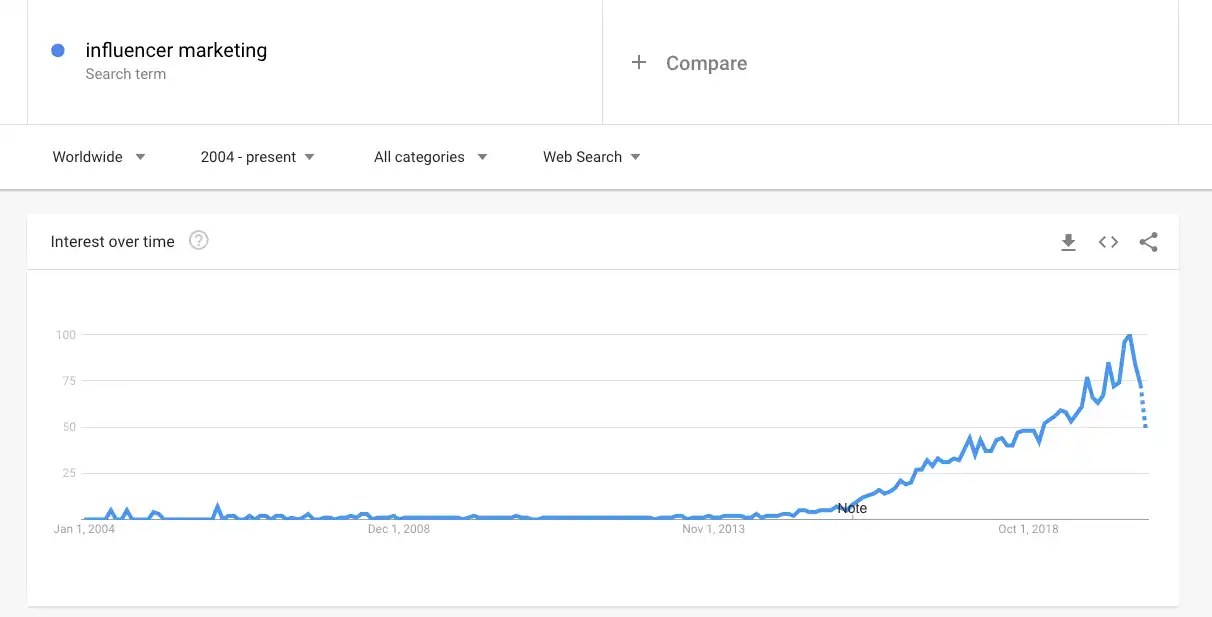 influencer marketing
Search term
+ Compare
Worldwide 2004 - present All categories Web Search
Interest over time ?
100
75
50
25
Note
Jan 1, 2004 Dec 1, 2008 Nov 1, 2013 Oct 1, 2018